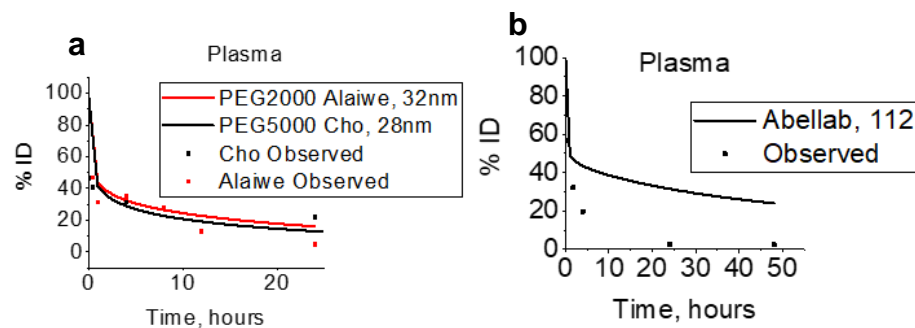 a
Plasma
PEG2000 Alaiwe, 32nm
PEG5000 Cho, 28nm
Cho Observed
Alaiwe Observed
% ID
100
80
60
40
20
0
0
10
20
Time, hours
b
Plasma
Abellab, 112
Observed
% ID
100
80
60
40
20
0
0
10
20
30
40
50
Time, hours